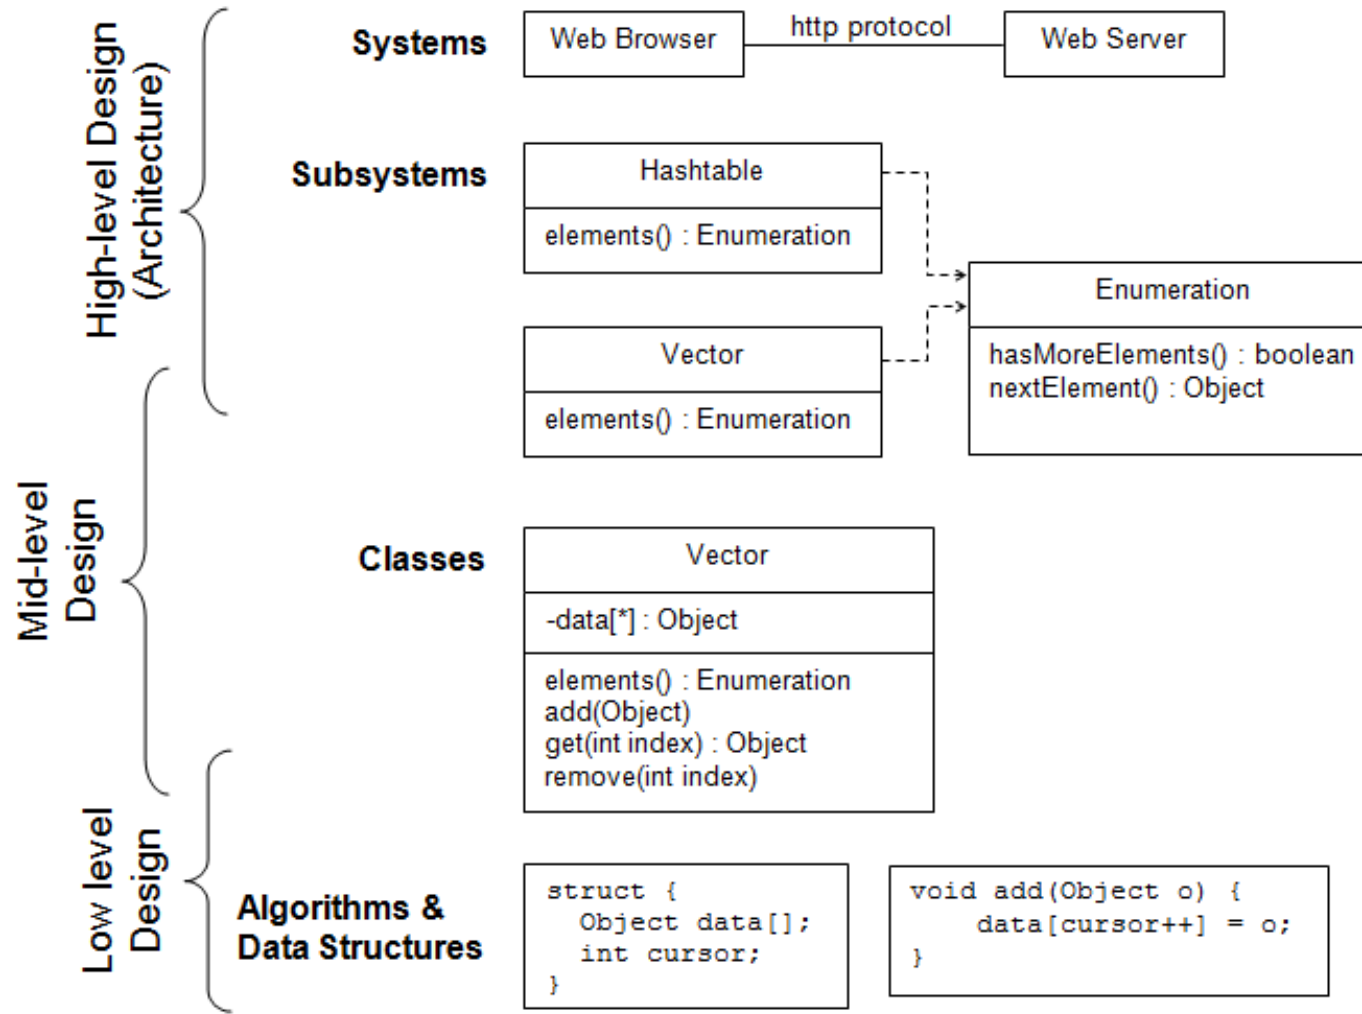 High-level Design
(Architecture)
Systems
Web Browser
http protocol
Web Server
Subsystems
Hashtable
elements() : Enumeration
Vector
elements() : Enumeration
Enumeration
hasMoreElements() : boolean
nextElement() : Object
Mid-level
Design
Classes
Vector
-data[*] : Object
elements() : Enumeration
add(Object)
get(int index) : Object
remove(int index)
Low level
Design
Algorithms &
Data Structures
struct {
  Object data[];
  int cursor;
}
void add(Object o) {
    data[cursor++] = o;
}